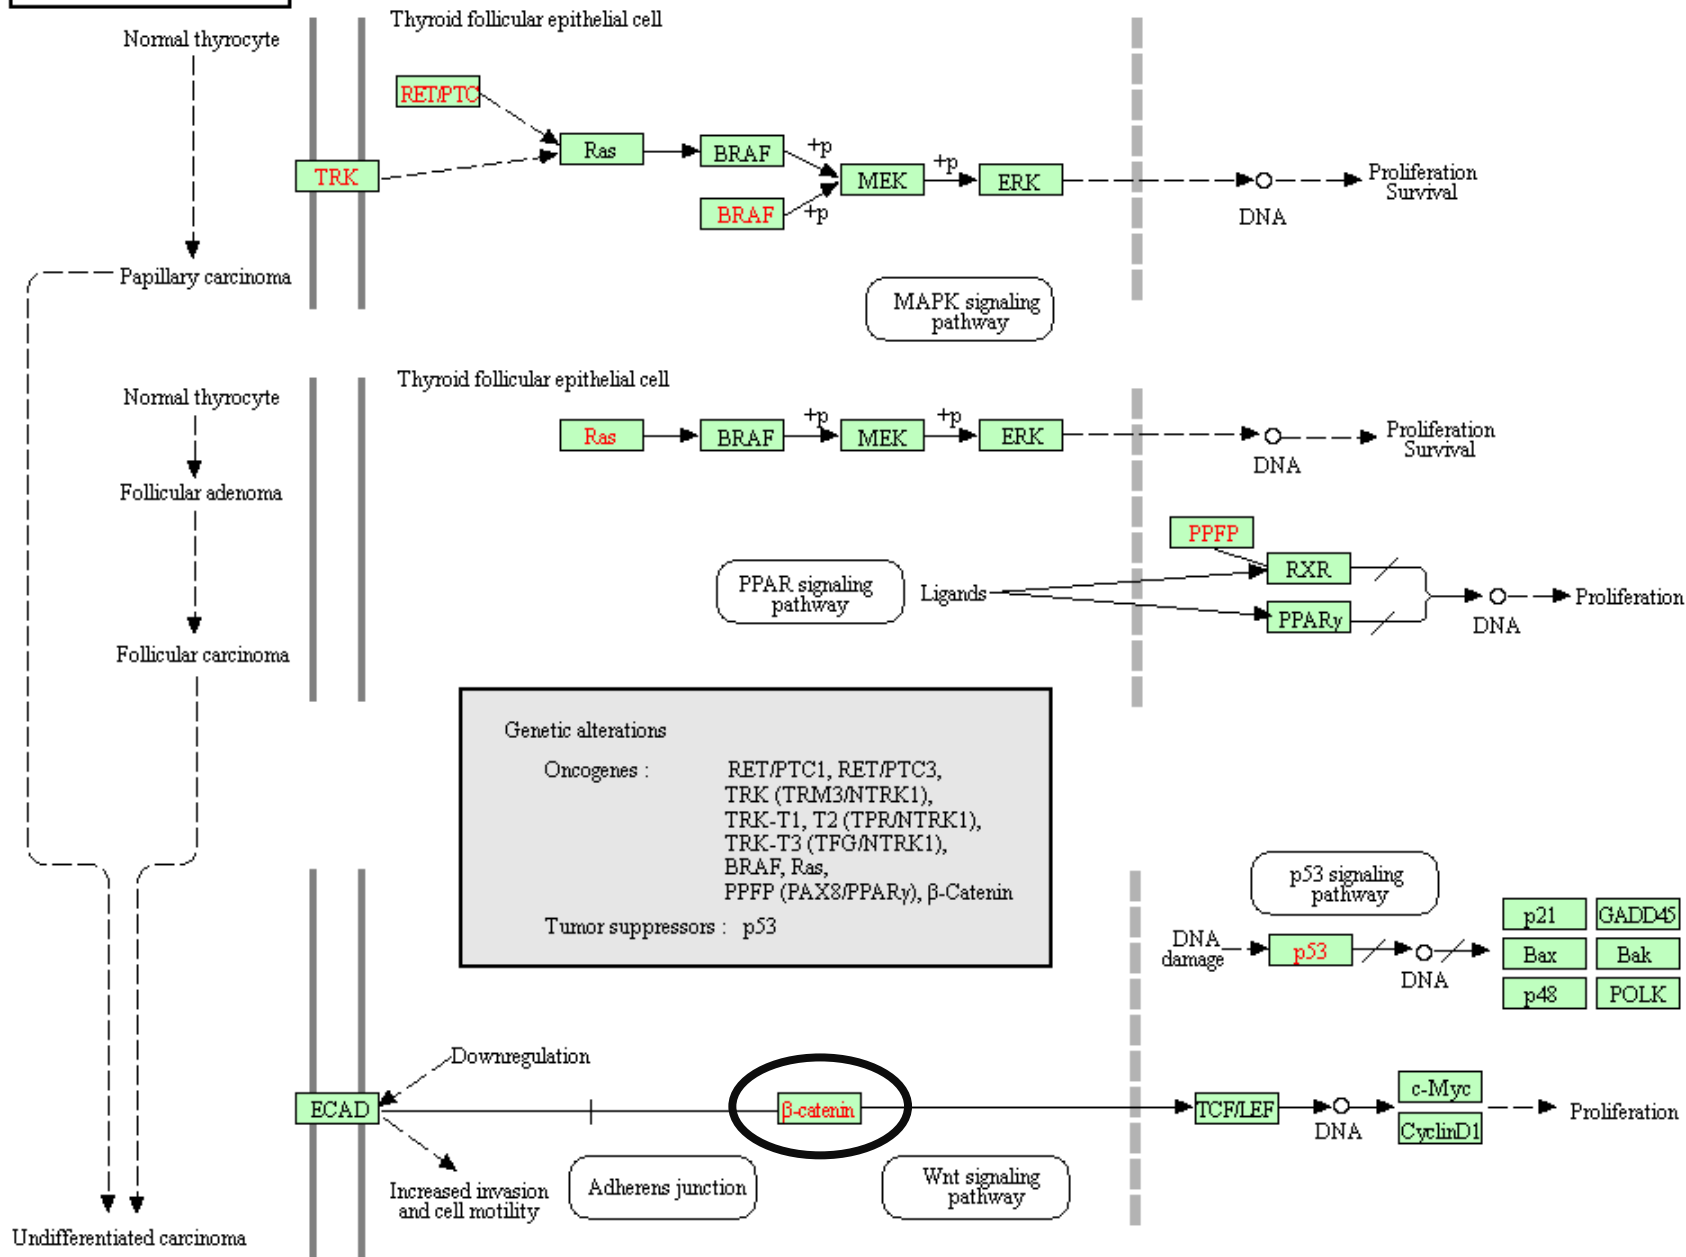 Thyroid follicular epithelial cell
Normal thyrocyte
RET/PTC
Ras
BRAF
+p
TRK
MEK
+p
ERK
BRAF
+p
DNA
Proliferation
Survival
Papillary carcinoma
MAPK signaling
pathway
Thyroid follicular epithelial cell
Normal thyrocyte
Ras
BRAF
+p
MEK
+p
ERK
DNA
Proliferation
Survival
Follicular adenoma
PPFP
PPAR signaling
pathway
Ligands
RXR
PPARγ
DNA
Proliferation
Follicular carcinoma
Genetic alterations
Oncogenes : RET/PTC1, RET/PTC3,
TRK (TRM3/NTRK1),
TRK-T1, T2 (TPR/NTRK1),
TRK-T3 (TFG/NTRK1),
BRAF, Ras,
PPFP (PAX8/PPARγ), β-Catenin
Tumor suppressors : p53
p53 signaling
pathway
DNA
damage
p53
DNA
p21
GADD45
Bax
Bak
p48
POLK
Downregulation
ECAD
β-catenin
TCF/LEF
DNA
c-Myc
CyclinD1
Proliferation
Increased invasion
and cell motility
Adherens junction
Wnt signaling
pathway
Undifferentiated carcinoma